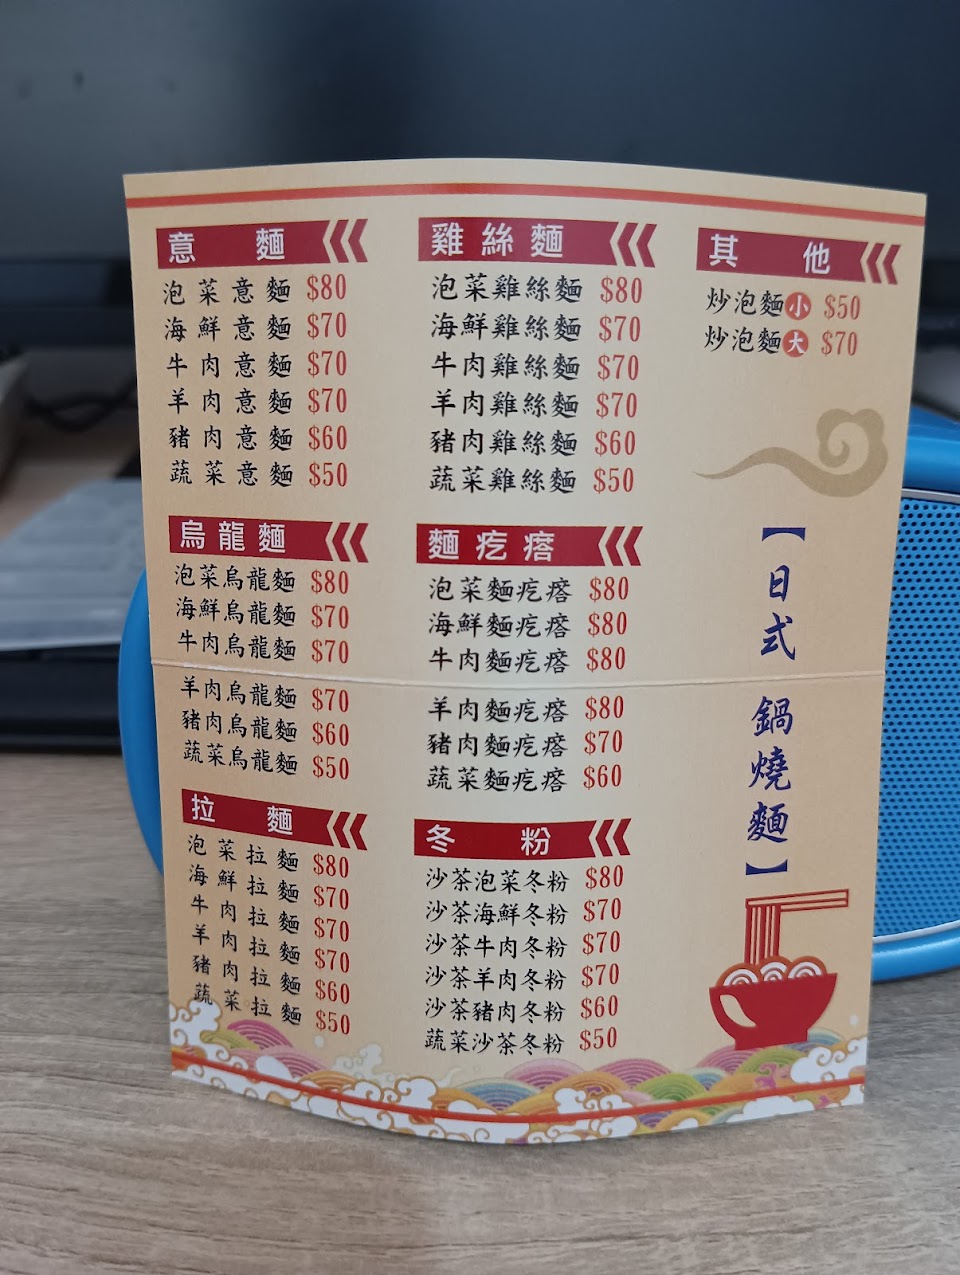 意麵
泡菜意麵 $80
海鮮意麵 $70
牛肉意麵 $70
羊肉意麵 $70
豬肉意麵 $60
蔬菜意麵 $50
烏龍麵
泡菜烏龍麵 $80
海鮮烏龍麵 $70
牛肉烏龍麵 $70
羊肉烏龍麵 $70
豬肉烏龍麵 $60
蔬菜烏龍麵 $50
拉麵
泡菜拉麵 $80
海鮮拉麵 $70
牛肉拉麵 $70
羊肉拉麵 $70
豬肉拉麵 $60
蔬菜拉麵 $50
雞絲麵
泡菜雞絲麵 $80
海鮮雞絲麵 $70
牛肉雞絲麵 $70
羊肉雞絲麵 $70
豬肉雞絲麵 $60
蔬菜雞絲麵 $50
麵疙瘩
泡菜麵疙瘩 $80
海鮮麵疙瘩 $80
牛肉麵疙瘩 $80
羊肉麵疙瘩 $80
豬肉麵疙瘩 $70
蔬菜麵疙瘩 $60
冬粉
沙茶泡菜冬粉 $80
沙茶海鮮冬粉 $70
沙茶牛肉冬粉 $70
沙茶羊肉冬粉 $70
沙茶豬肉冬粉 $60
蔬菜沙茶冬粉 $50
其他
炒泡麵小 $50
炒泡麵大 $70
【日式鍋燒麵】